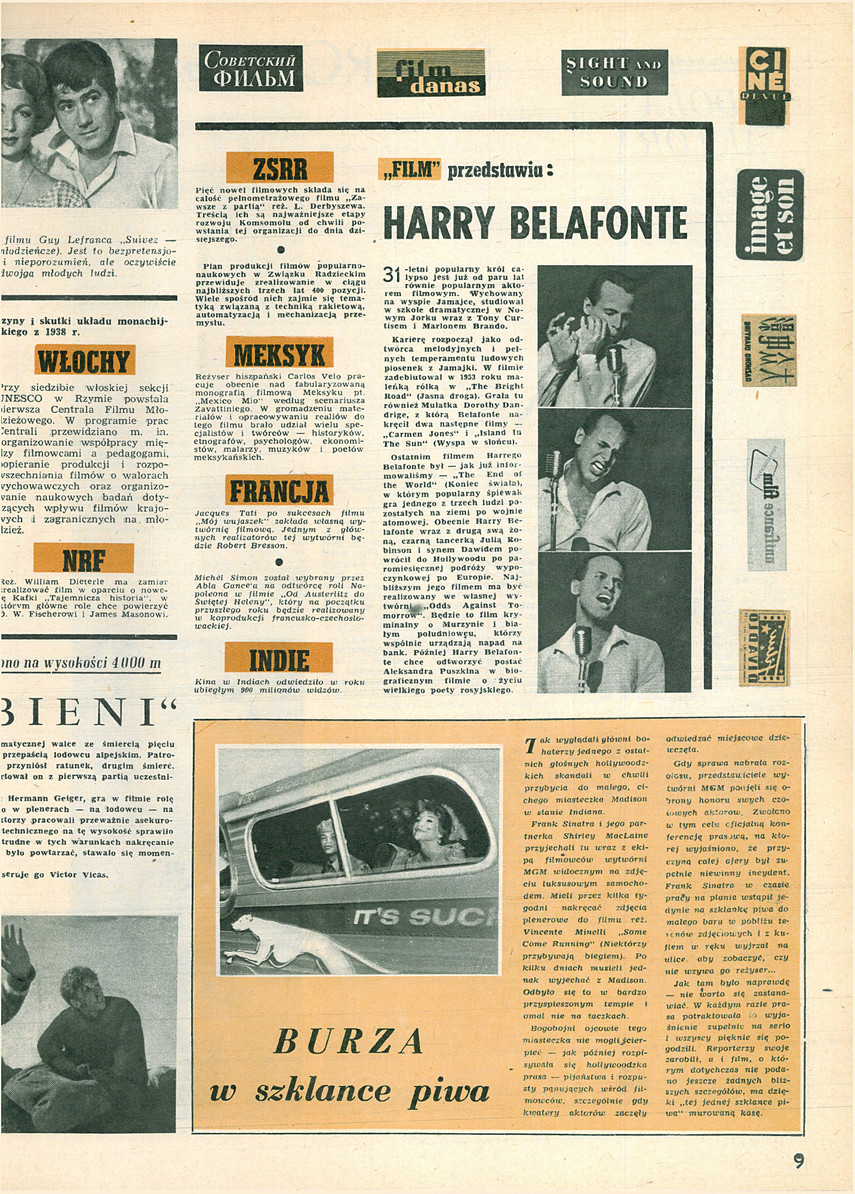 СОВЕТСКИЙ
ФИЛЬМ
film
danas
SIGHT AND
SOUND
CI
NÉ
REVUE
image
et son
unifrance film
filmu Guy Lefranca „Suivez —
młodzieńcze). Jest to bezpretensjo-
i nieporozumień, ale oczywiście
dwojga młodych ludzi.
zyny i skutki układu monachij-
kiego z 1938 r.
WŁOCHY
Przy siedzibie włoskiej sekcji
UNESCO w Rzymie powstała
pierwsza Centrala Filmu Mło-
dzieżowego. W programie prac
Centrali przewidziano m. in.
organizowanie współpracy mię-
dzy filmowcami a pedagogami,
popieranie produkcji i rozpo-
wszechniania filmów o walorach
wychowawczych oraz organizo-
wanie naukowych badań doty-
zących wpływu filmów krajo-
vych i zagranicznych na mło-
dzież.
NRF
Reż. William Dieterle ma zamiar
zrealizować film w oparciu o nowe-
ę Kafki „Tajemnicza historia", w
którym główne role chce powierzyć
O. W. Fischerowi i James Masonowi.
ono na wysokości 4000 m
BIENI“
matycznej walce ze śmiercią pięciu
przepaścią lodowcu alpejskim. Patro-
przyniósł ratunek, drugim śmierć.
rłował on z pierwszą partią uczestni-
Hermann Geiger, gra w filmie rolę
o w plenerach — na lodowcu — na
ktorzy pracowali przeważnie asekuro-
technicznego na tę wysokość sprawiło
trudne w tych warunkach nakręcanie
było powtarzać, stawało się momen-
seruje go Victor Vicas.
ZSRR
Pięć nowel filmowych składa się na
całość pełnometrażowego filmu „Za-
wsze z partią" reż. L. Derbyszewa.
Treścią ich są najważniejsze etapy
rozwoju Komsomołu od chwili po-
wstania tej organizacji do dnia dzi-
siejszego.
Plan produkcji filmów popularno-
naukowych w Związku Radzieckim
przewiduje zrealizowanie w ciągu
najbliższych trzech lat 400 pozycji.
Wiele spośród nich zajmie się tema-
tyką związaną z techniką rakietową,
automatyzacją i mechanizacją prze-
mysłu.
MEKSYK
Reżyser hiszpański Carlos Velo pra-
cuje obecnie nad fabularyzowaną
monografią filmową Meksyku pt.
„Mexico Mio" według scenariusza
Zavattiniego. W gromadzeniu mate-
riałów i opracowywaniu realiów do
tego filmu brało udział wielu spe-
cjalistów i twórców — historyków,
etnografów, psychologów, ekonomi-
stów, malarzy, muzyków i poetów
meksykańskich.
FRANCJA
Jacques Tati po sukcesach filmu
„Mój wujaszek" zakłada własną wy-
twórnię filmową. Jednym z głów-
nych realizatorów tej wytwórni bę-
dzie Robert Bresson.
Michel Simon został wybrany przez
Abla Gance'a na odtwórcę roli Na-
poleona w filmie „Od Austerlitz do
Świętej Heleny", który na początku
przyszłego roku będzie realizowany
w koprodukcji francusko-czechosło-
wackiej.
INDIE
Kina w Indiach odwiedziło w roku
ubiegłym 900 milionów widzów.
„FILM" przedstawia:
HARRY BELAFONTE
31-letni popularny król ca-
lypso jest już od paru lat
równie popularnym akto-
rem filmowym. Wychowany
na wyspie Jamajce, studiował
w szkole dramatycznej w No-
wym Jorku wraz z Tony Cur-
tisem i Marlonem Brando.
Karierę rozpoczął jako od-
twórca melodyjnych i peł-
nych temperamentu ludowych
piosenek z Jamajki. W filmie
zadebiutował w 1953 roku ma-
leńką rólką w „The Bright
Road" (Jasna droga). Grała tu
również Mulatka Dorothy Dan-
drige, z którą Belafonte na-
kręcił dwa następne filmy —
„Carmen Jones" i „Island in
The Sun" (Wyspa w słońcu).
Ostatnim filmem Harrego
Belafonte był — jak już infor-
mowaliśmy — „The End of
the World" (Koniec świata),
w którym popularny śpiewak
gra jednego z trzech ludzi po-
zostałych na ziemi po wojnie
atomowej. Obecnie Harry Be-
lafonte wraz z drugą swą żo-
ną, czarną tancerką Julią Ro-
binson i synem Dawidem po-
wrócił do Hollywoodu po pa-
romiesięcznej podróży wypo-
czynkowej po Europie. Naj-
bliższym jego filmem ma być
realizowany we własnej wy-
twórni „Odds Against To-
morrow". Będzie to film kry-
minalny o Murzynie i bia-
łym południowcu, którzy
wspólnie urządzają napad na
bank. Później Harry Belafon-
te chce odtworzyć postać
Aleksandra Puszkina w bio-
graficznym filmie o życiu
wielkiego poety rosyjskiego.
IT'S SUC
BURZA
w szklance piwa
Tak wyglądali główni bo-
haterzy jednego z ostat-
nich głośnych hollywoodz-
kich skandali w chwili
przybycia do małego, ci-
chego miasteczka Madison
w stanie Indiana.
Frank Sinatra i jego par-
tnerka Shirley MacLaine
przyjechali tu wraz z eki-
pą filmowców wytwórni
MGM widocznym na zdję-
ciu luksusowym samocho-
dem. Mieli przez kilka ty-
godni nakręcać zdjęcia
plenerowe do filmu reż.
Vincente Minelli „Some
Come Running" (Niektórzy
przybywają biegiem). Po
kilku dniach musieli jed-
nak wyjechać z Madison.
Odbyło się to w bardzo
przyspieszonym tempie i
omal nie na taczkach.
Bogobojni ojcowie tego
miasteczka nie mogli ścier-
pieć — jak później rozpi-
sywała się hollywoodzka
prasa — pijaństwa i rozpu-
sty panujących wśród fil-
mowców, szczególnie gdy
kwatery aktorów zaczęły
odwiedzać miejscowe dzie-
wczęta.
Gdy sprawa nabrała roz-
głosu, przedstawiciele wy-
twórni MGM podjęli się o-
brony honoru swych czo-
łowych aktorów. Zwołano
w tym celu oficjalną kon-
ferencję prasową, na któ-
rej wyjaśniono, że przy-
czyną całej afery był zu-
pełnie niewinny incydent.
Frank Sinatra w czasie
pracy na planie wstąpił je-
dynie na szklankę piwa do
małego baru w pobliżu te-
renów zdjęciowych i z ku-
flem w ręku wyjrzał na
ulicę, aby zobaczyć, czy
nie wzywa go reżyser...
Jak tam było naprawdę
— nie warto się zastana-
wiać. W każdym razie pra-
sa potraktowała to wyja-
śnienie zupełnie na serio
i wszyscy pięknie się po-
godzili. Reporterzy swoje
zarobili, a i film, o któ-
rym dotychczas nie poda-
no jeszcze żadnych bliż-
szych szczegółów, ma dzię-
ki „tej jednej szklance pi-
wa" murowaną kasę.
9